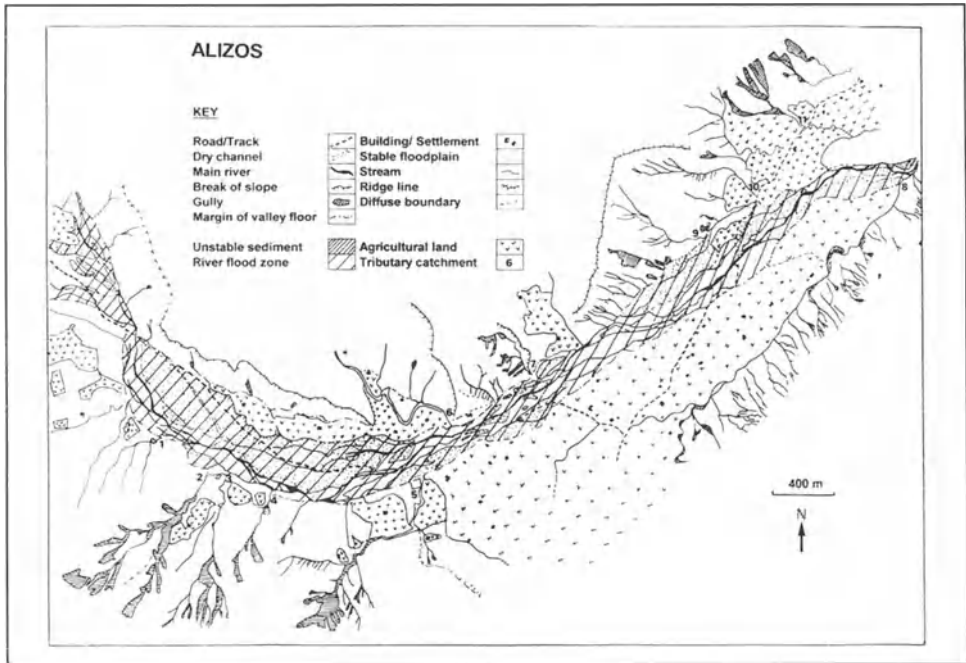 ALIZOS
KEY
Road/Track
Dry channel
Main river
Break of slope
Gully
Margin of valley floor
Unstable sediment
River flood zone
Building/ Settlement
Stable floodplain
Stream
Ridge line
Diffuse boundary
Agricultural land
Tributary catchment
6
11
10
8
9
6
1
2
4
5
400 m
N